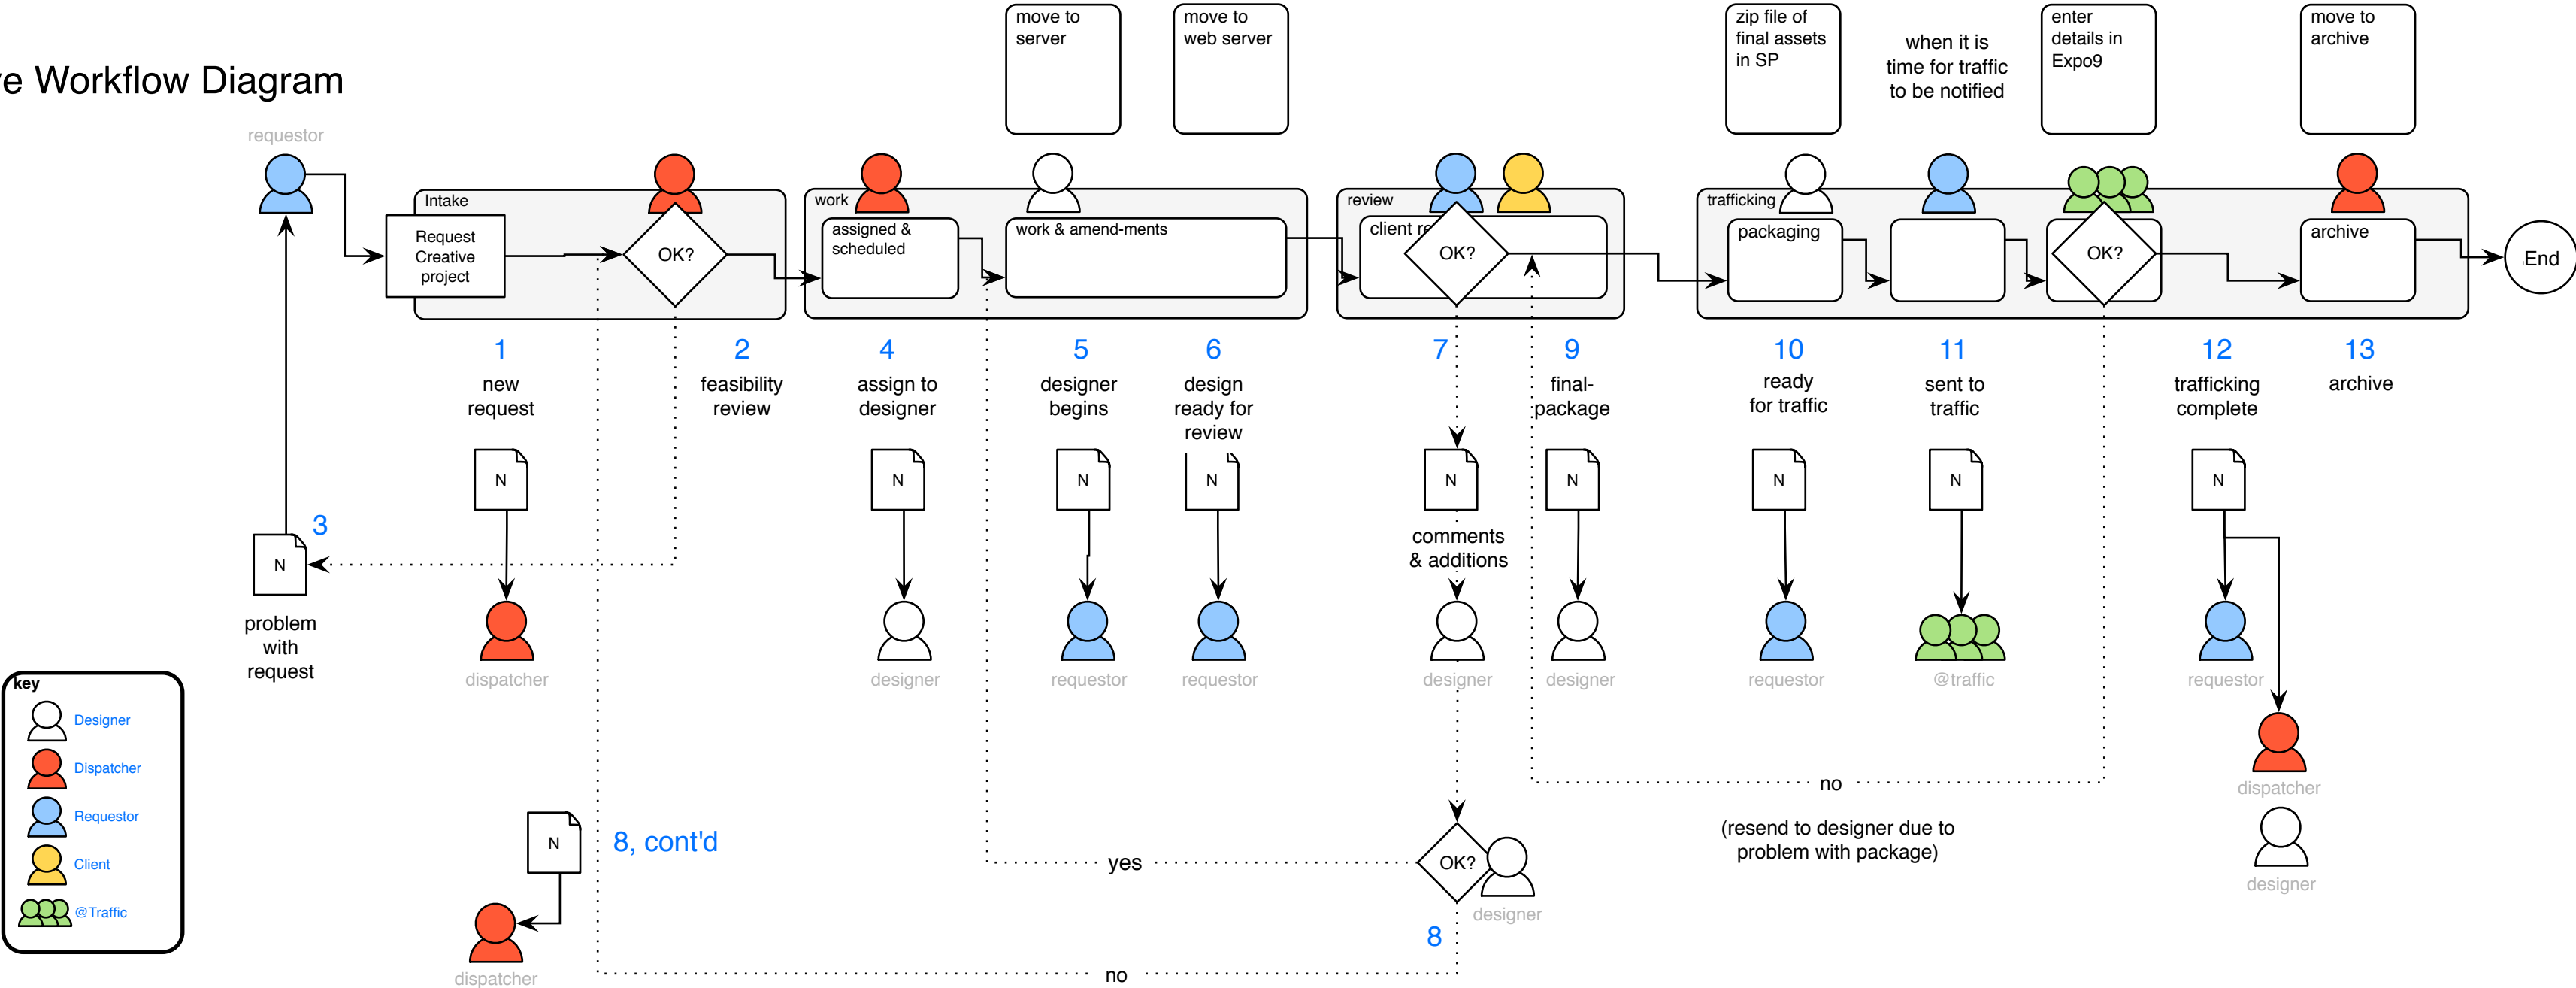 e Workflow Diagram
move to
server
move to
web server
zip file of
final assets
in SP
when it is
time for traffic
to be notified
enter
details in
Expo9
move to
archive
requestor
Intake
Request
Creative
project
OK?
work
assigned &
scheduled
work & amend-ments
review
client re
OK?
trafficking
packaging
OK?
archive
End
1
new
request
2
feasibility
review
4
assign to
designer
5
designer
begins
6
design
ready for
review
7
9
final-
package
10
ready
for traffic
11
sent to
traffic
12
trafficking
complete
13
archive
N
N
N
N
N
N
N
N
N
3
N
problem
with
request
comments
& additions
dispatcher
designer
requestor
requestor
designer
designer
requestor
@traffic
requestor
dispatcher
designer
no
(resend to designer due to
problem with package)
key
Designer
Dispatcher
Requestor
Client
@Traffic
N
8, cont'd
dispatcher
yes
OK?
designer
8
no